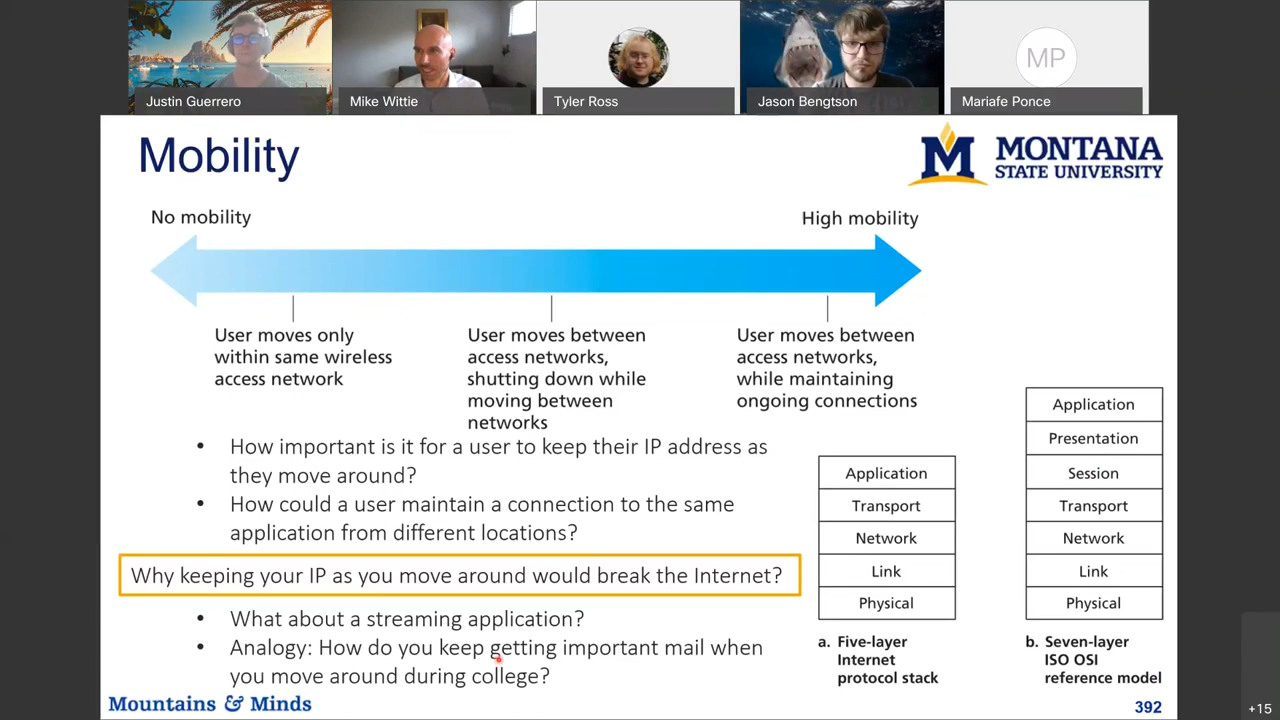 Justin Guerrero
Mike Wittie
Tyler Ross
Jason Bengtson
MP
Mariafe Ponce
Mobility
M MONTANA
STATE UNIVERSITY
No mobility
High mobility
User moves only
within same wireless
access network
User moves between
access networks,
shutting down while
moving between
networks
User moves between
access networks,
while maintaining
ongoing connections
• How important is it for a user to keep their IP address as
they move around?
• How could a user maintain a connection to the same
application from different locations?
Why keeping your IP as you move around would break the Internet?
• What about a streaming application?
• Analogy: How do you keep getting important mail when
you move around during college?
Application
Transport
Network
Link
Physical
a. Five-layer
Internet
protocol stack
Application
Presentation
Session
Transport
Network
Link
Physical
b. Seven-layer
ISO OSI
reference model
Mountains & Minds
392
+15